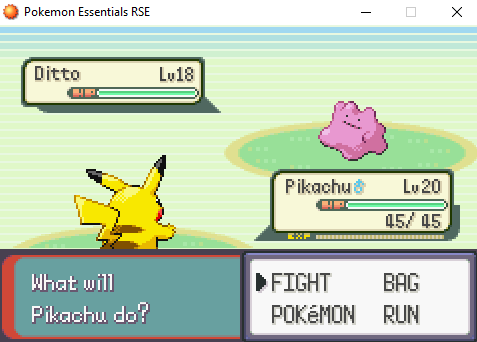 Pokemon Essentials RSE
Ditto Lv18
HP
Pikachu♂ Lv20
HP
45/ 45
What will
Pikachu do?
FIGHT BAG
POKéMON RUN